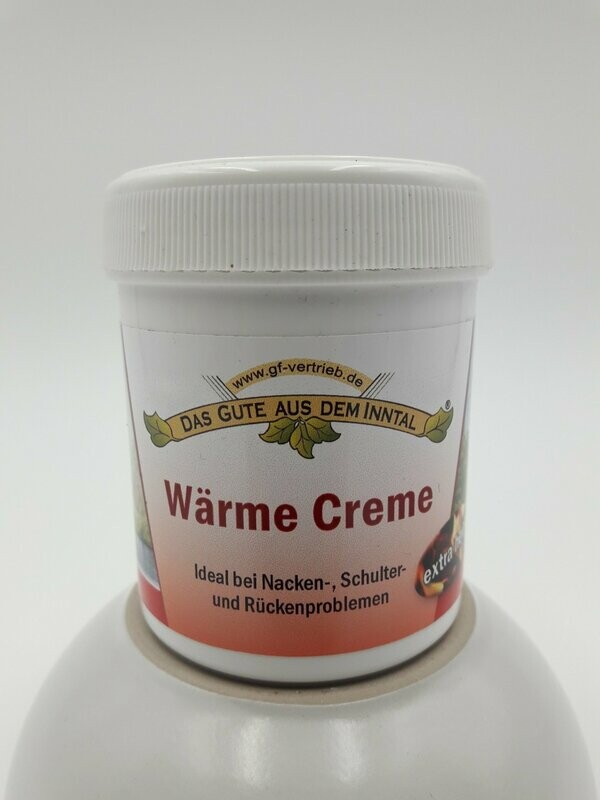 www.gf-vertrieb.de
DAS GUTE AUS DEM INNTAL®
Wärme Creme
extra
Ideal bei Nacken-, Schulter-
und Rückenproblemen